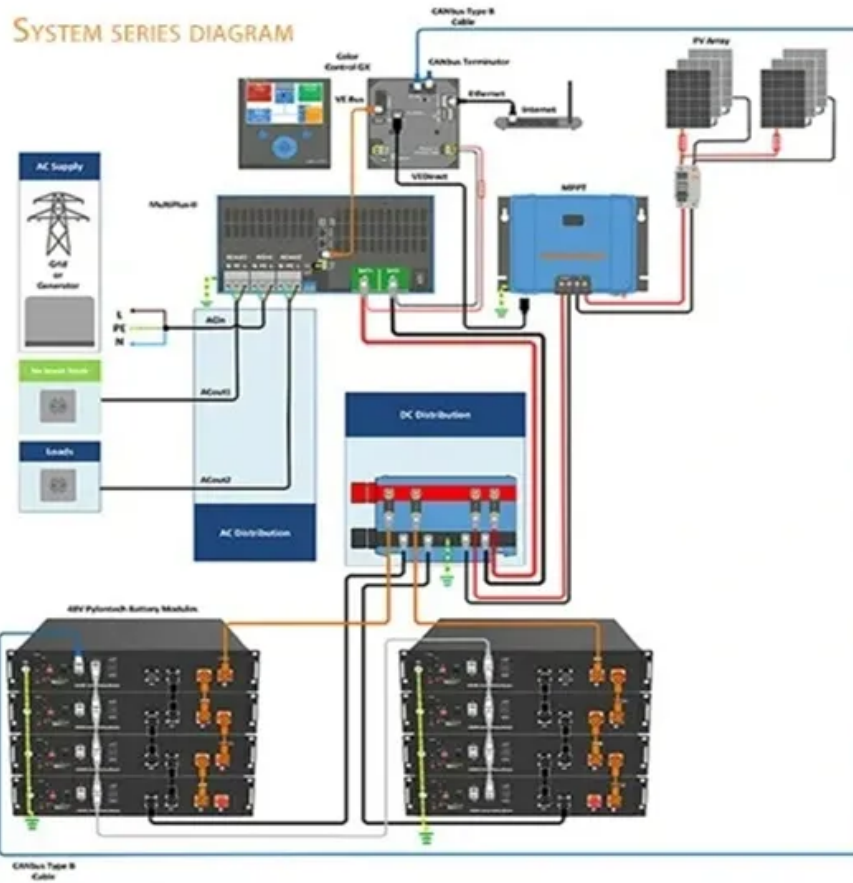 SYSTEM SERIES DIAGRAM
CANbus Type B
Cable
Color
Control GX
CANbus Terminator
PV Array
VE Bus
Ethernet
Internet
AC Supply
VEDirect
MPPT
MultiPlus-II
Grid
or
Generator
L
PE
N
ACin
ACout1
DC Distribution
Loads
ACout2
AC Distribution
48V Pylontech Battery Modules
CANbus Type B
Cable